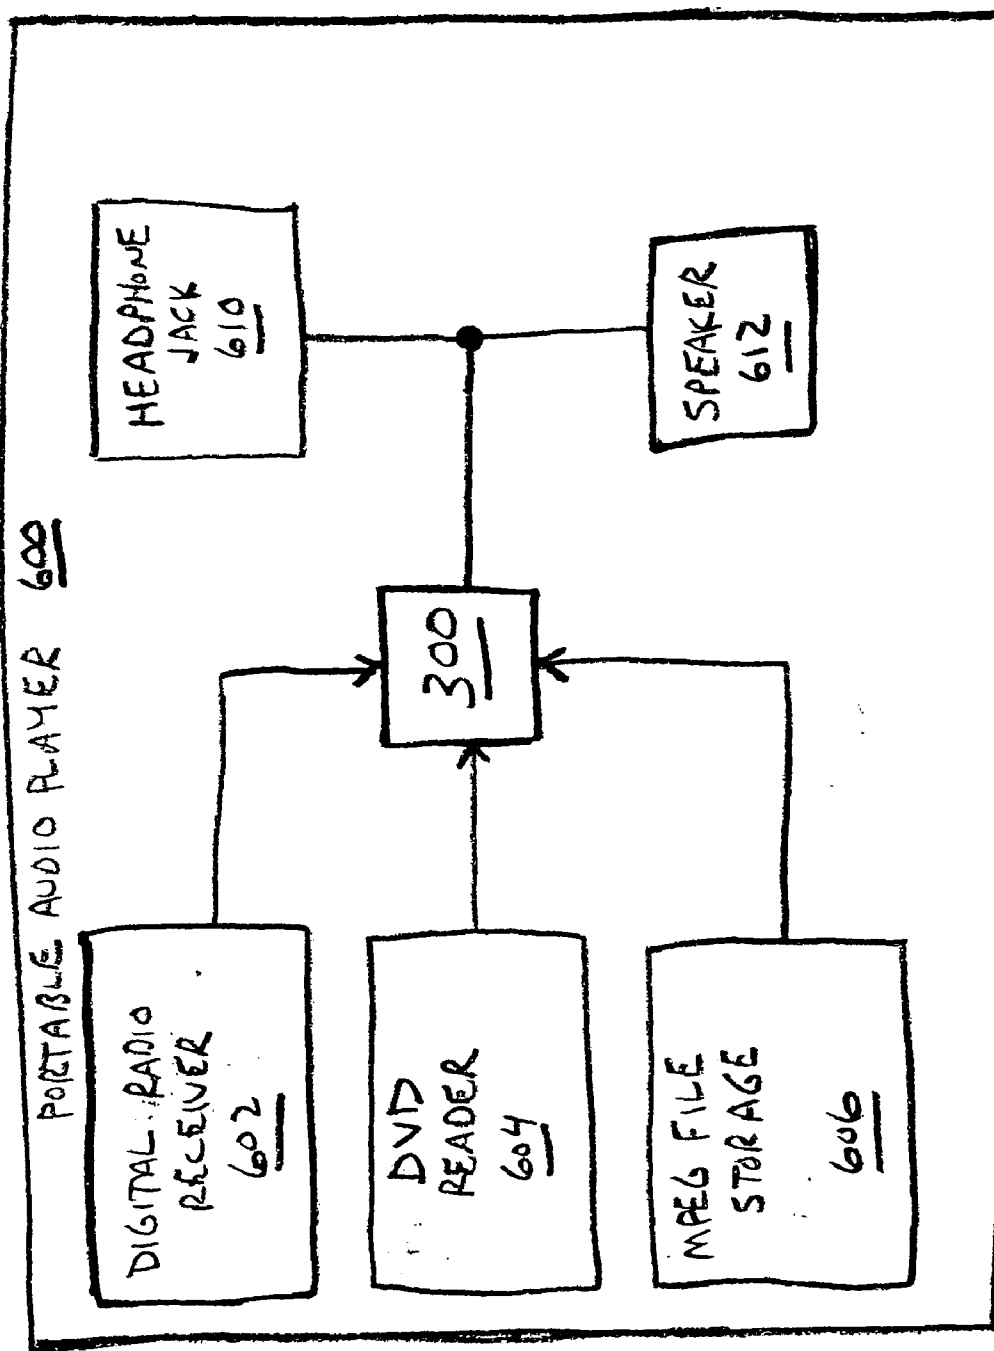 PORTABLE AUDIO PLAYER 600
DIGITAL RADIO
RECEIVER
602
DVD
READER
604
MPEG FILE
STORAGE
606
300
HEADPHONE
JACK
610
SPEAKER
612